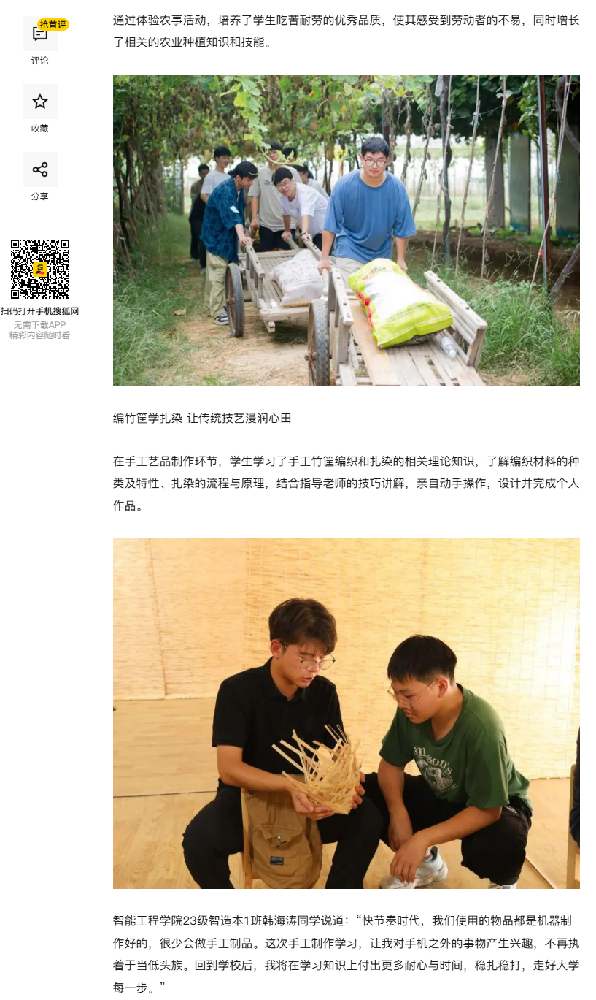 通过体验农事活动，培养了学生吃苦耐劳的优秀品质，使其感受到劳动者的不易，同时增长
了相关的农业种植知识和技能。
抢首评
评论
收藏
分享
扫码打开手机搜狐网
无需下载APP
精彩内容随时看
编竹筐学扎染 让传统技艺浸润心田
在手工艺品制作环节，学生学习了手工竹筐编织和扎染的相关理论知识，了解编织材料的种
类及特性、扎染的流程与原理，结合指导老师的技巧讲解，亲自动手操作，设计并完成个人
作品。
智能工程学院23级智造本1班韩海涛同学说道：“快节奏时代，我们使用的物品都是机器制
作好的，很少会做手工制品。这次手工制作学习，让我对手机之外的事物产生兴趣，不再执
着于当低头族。回到学校后，我将在学习知识上付出更多耐心与时间，稳扎稳打，走好大学
每一步。”